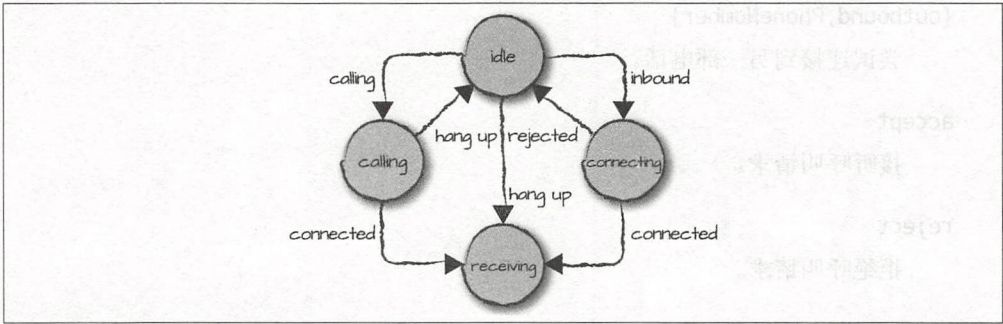 idle
calling
inbound
hang up
rejected
calling
connecting
hang up
connected
connected
receiving